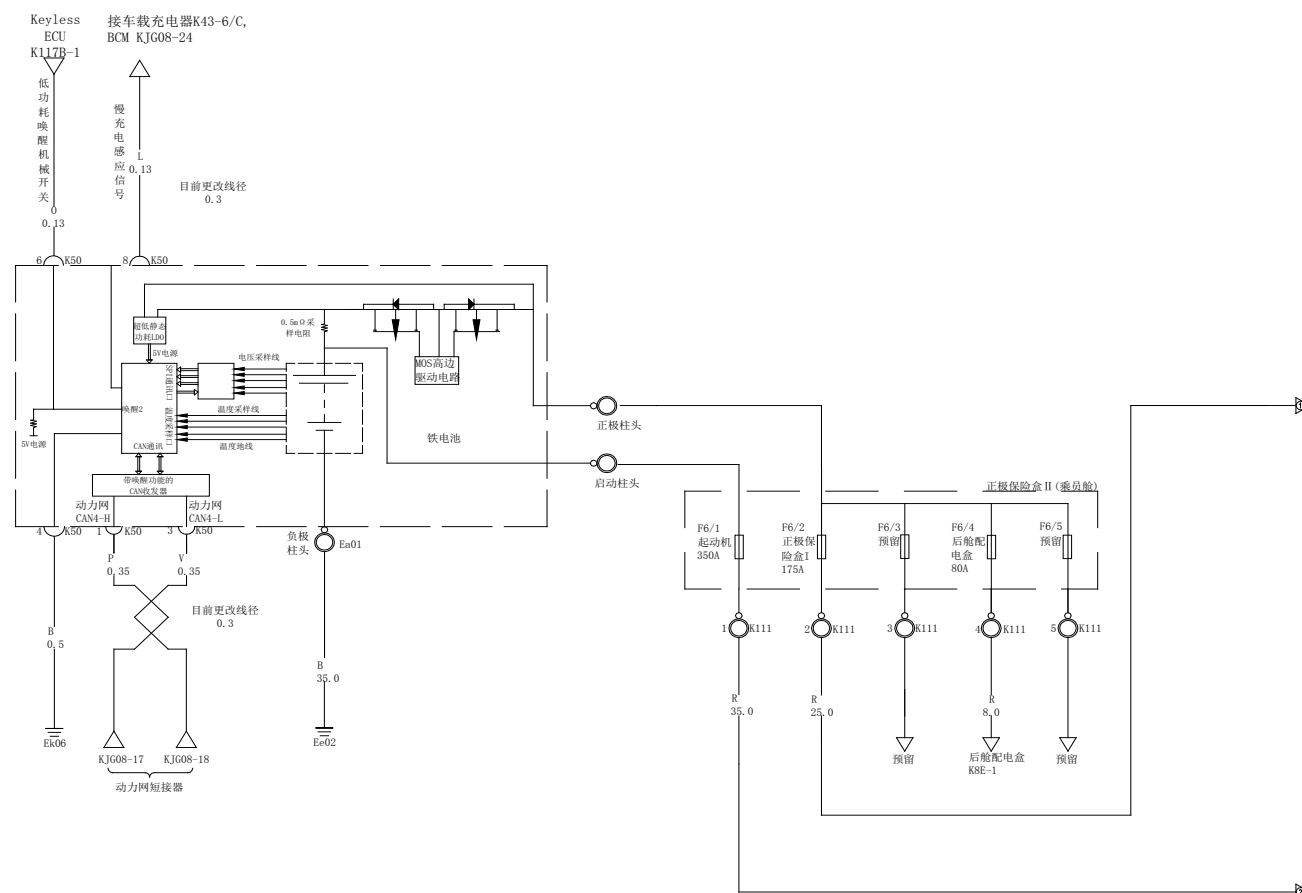 Keyless
ECU
K117B-1
接车载充电器K43-6/C,
BCM KJG08-24
低功耗唤醒机械开关
O
0.13
慢充电感应信号
L
0.13
目前更改线径
0.3
6
K50
8
K50
超低静态
功耗LDO
5V电源
0.5mΩ采
样电阻
MOS高边
驱动电路
电压采样线
SPI通讯口
唤醒2
温度采样口
温度采样线
5V电源
CAN通讯
温度地线
铁电池
带唤醒功能的
CAN收发器
动力网
CAN4-H
动力网
CAN4-L
4
K50
1
K50
3
K50
负极
柱头
Ea01
正极柱头
启动柱头
正极保险盒Ⅱ(乘员舱)
F6/1
起动机
350A
F6/2
正极保
险盒I
175A
F6/3
预留
F6/4
后舱配
电盒
80A
F6/5
预留
P
0.35
V
0.35
目前更改线径
0.3
B
0.5
1
K111
2
K111
3
K111
4
K111
5
K111
B
35.0
R
35.0
R
25.0
R
8.0
Ek06
Ee02
KJG08-17
KJG08-18
动力网短接器
预留
后舱配电盒
K8E-1
预留